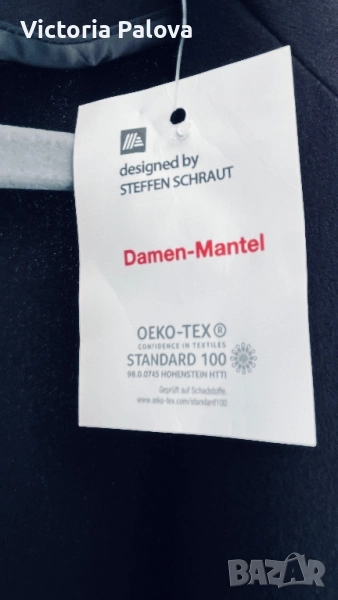 Victoria Palova
designed by
STEFFEN SCHRAUT
Damen-Mantel
OEKO-TEX®
CONFIDENCE IN TEXTILES
STANDARD 100
98.0.0745 HOHENSTEIN HTTI
Geprüft auf Schadstoffe.
www.oeko-tex.com/standard100
BAZAR.BG